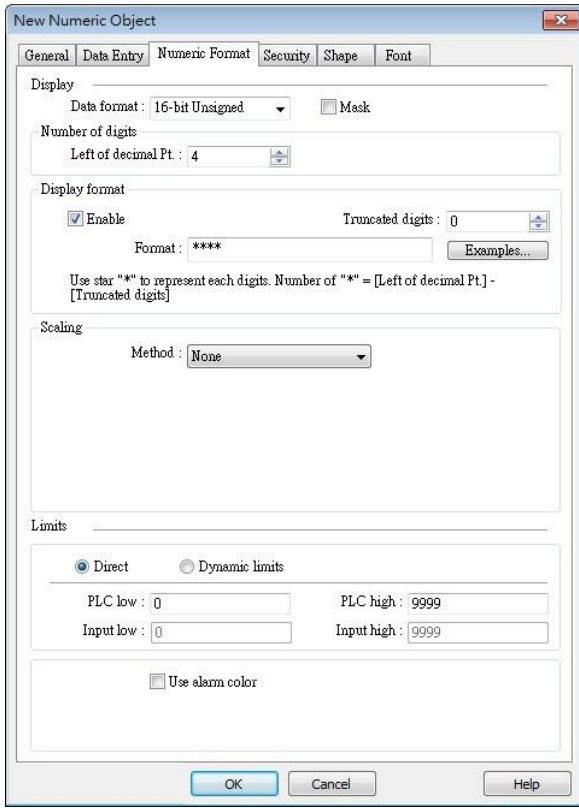 New Numeric Object
General Data Entry Numeric Format Security Shape Font
Display
Data format : 16-bit Unsigned Mask
Number of digits
Left of decimal Pt. : 4
Display format
Enable Truncated digits : 0
Format : **** Examples...
Use star "*" to represent each digits. Number of "*" = [Left of decimal Pt.] -
[Truncated digits]
Scaling
Method : None
Limits
Direct Dynamic limits
PLC low : 0 PLC high : 9999
Input low : 0 Input high : 9999
Use alarm color
OK Cancel Help